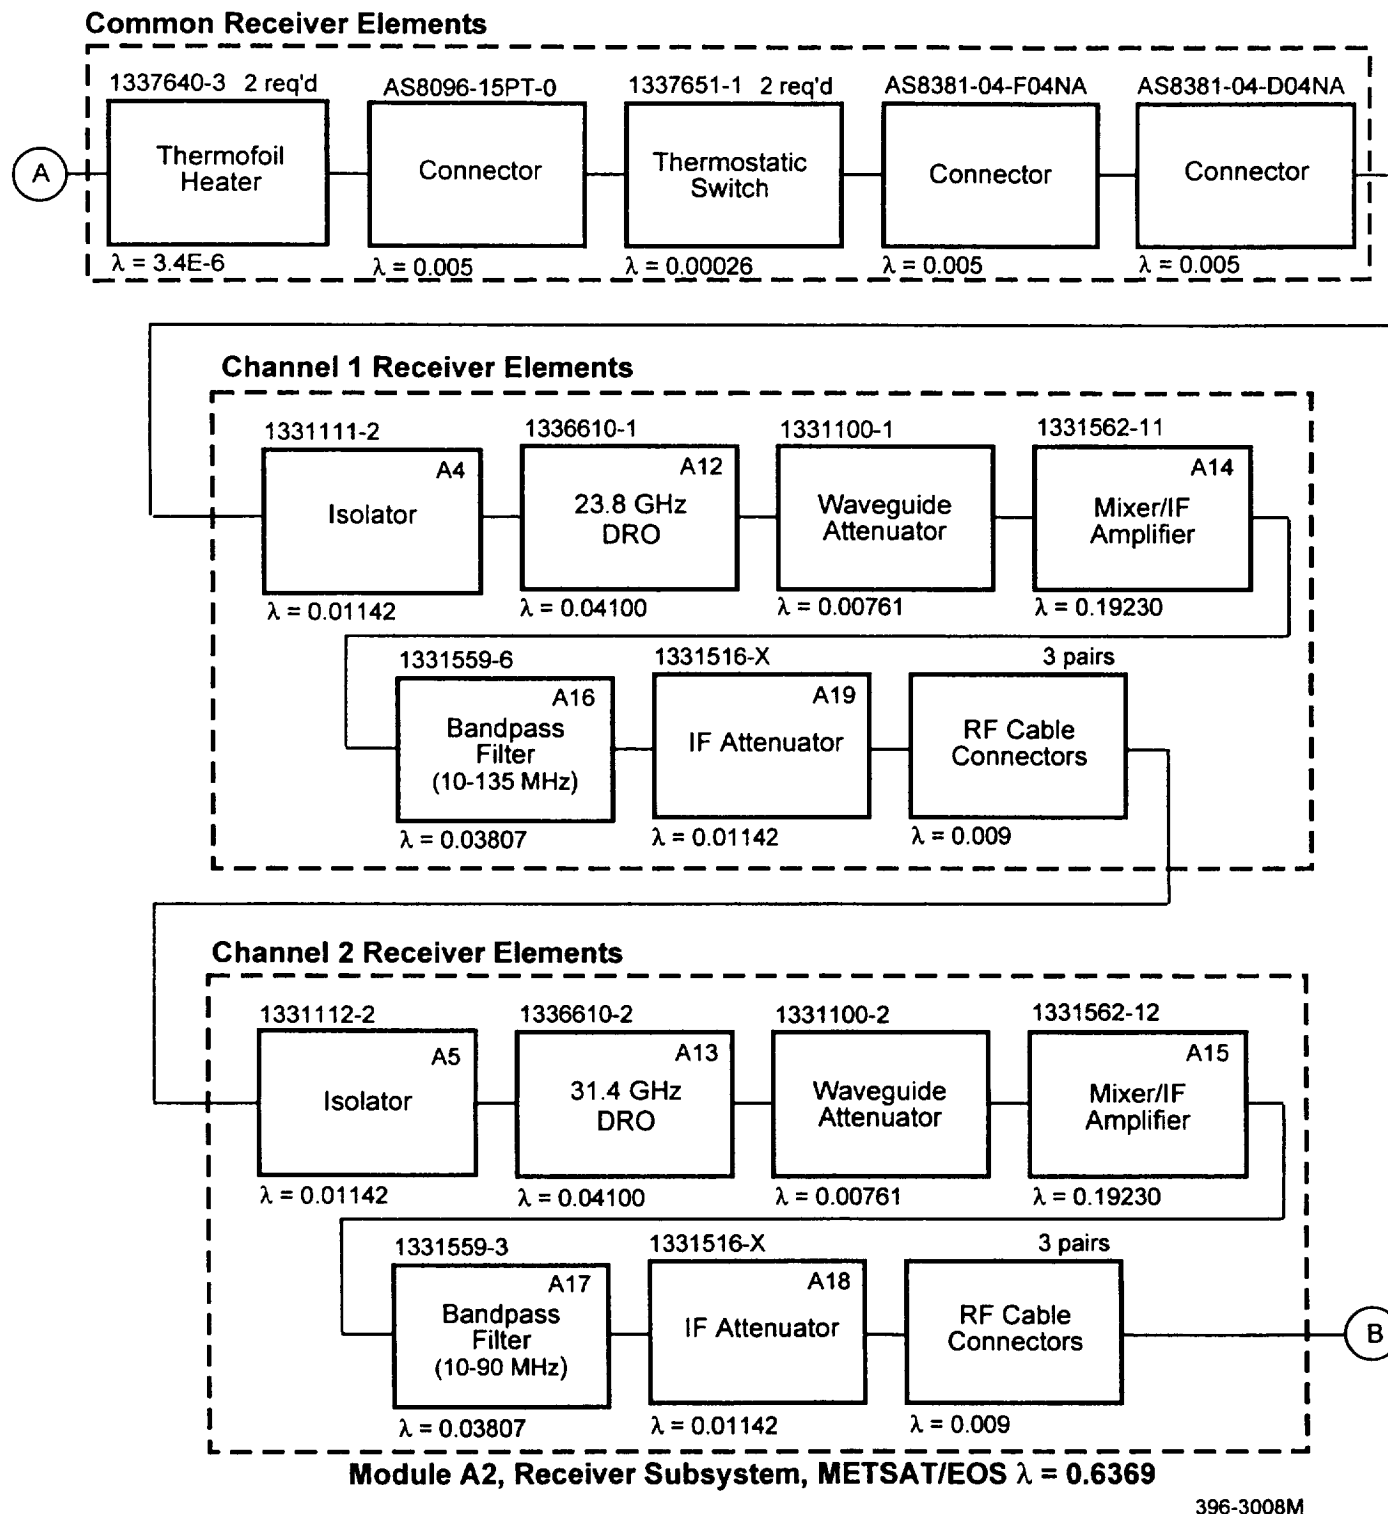 Common Receiver Elements
1337640-3 2 req'd
AS8096-15PT-0
1337651-1 2 req'd
AS8381-04-F04NA
AS8381-04-D04NA
A
Thermofoil
Heater
Connector
Thermostatic
Switch
Connector
Connector
λ = 3.4E-6
λ = 0.005
λ = 0.00026
λ = 0.005
λ = 0.005
Channel 1 Receiver Elements
1331111-2
1336610-1
1331100-1
1331562-11
A4
Isolator
A12
23.8 GHz
DRO
Waveguide
Attenuator
A14
Mixer/IF
Amplifier
λ = 0.01142
λ = 0.04100
λ = 0.00761
λ = 0.19230
1331559-6
1331516-X
3 pairs
A16
Bandpass
Filter
(10-135 MHz)
A19
IF Attenuator
RF Cable
Connectors
λ = 0.03807
λ = 0.01142
λ = 0.009
Channel 2 Receiver Elements
1331112-2
1336610-2
1331100-2
1331562-12
A5
Isolator
A13
31.4 GHz
DRO
Waveguide
Attenuator
A15
Mixer/IF
Amplifier
λ = 0.01142
λ = 0.04100
λ = 0.00761
λ = 0.19230
1331559-3
1331516-X
3 pairs
A17
Bandpass
Filter
(10-90 MHz)
A18
IF Attenuator
RF Cable
Connectors
B
λ = 0.03807
λ = 0.01142
λ = 0.009
Module A2, Receiver Subsystem, METSAT/EOS λ = 0.6369
396-3008M